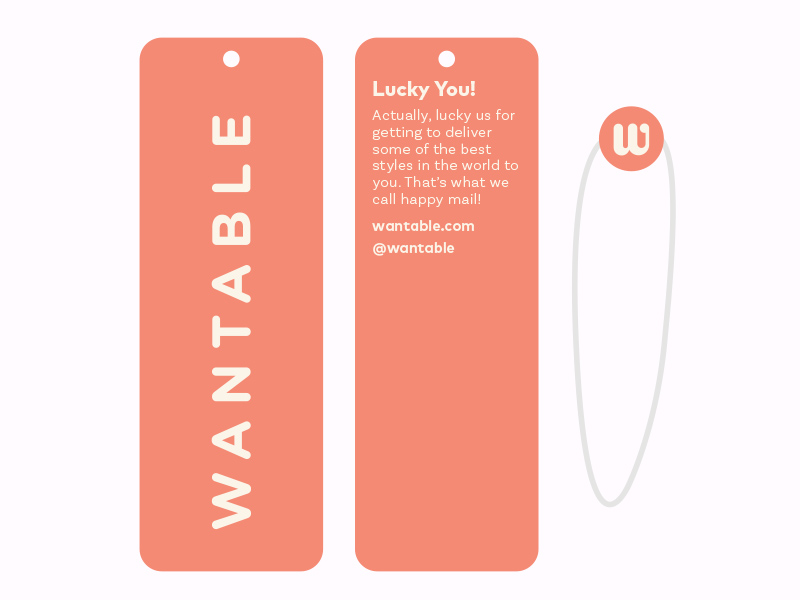 WANTABLE
Lucky You!
Actually, lucky us for
getting to deliver
some of the best
styles in the world to
you. That's what we
call happy mail!
wantable.com
@wantable
W